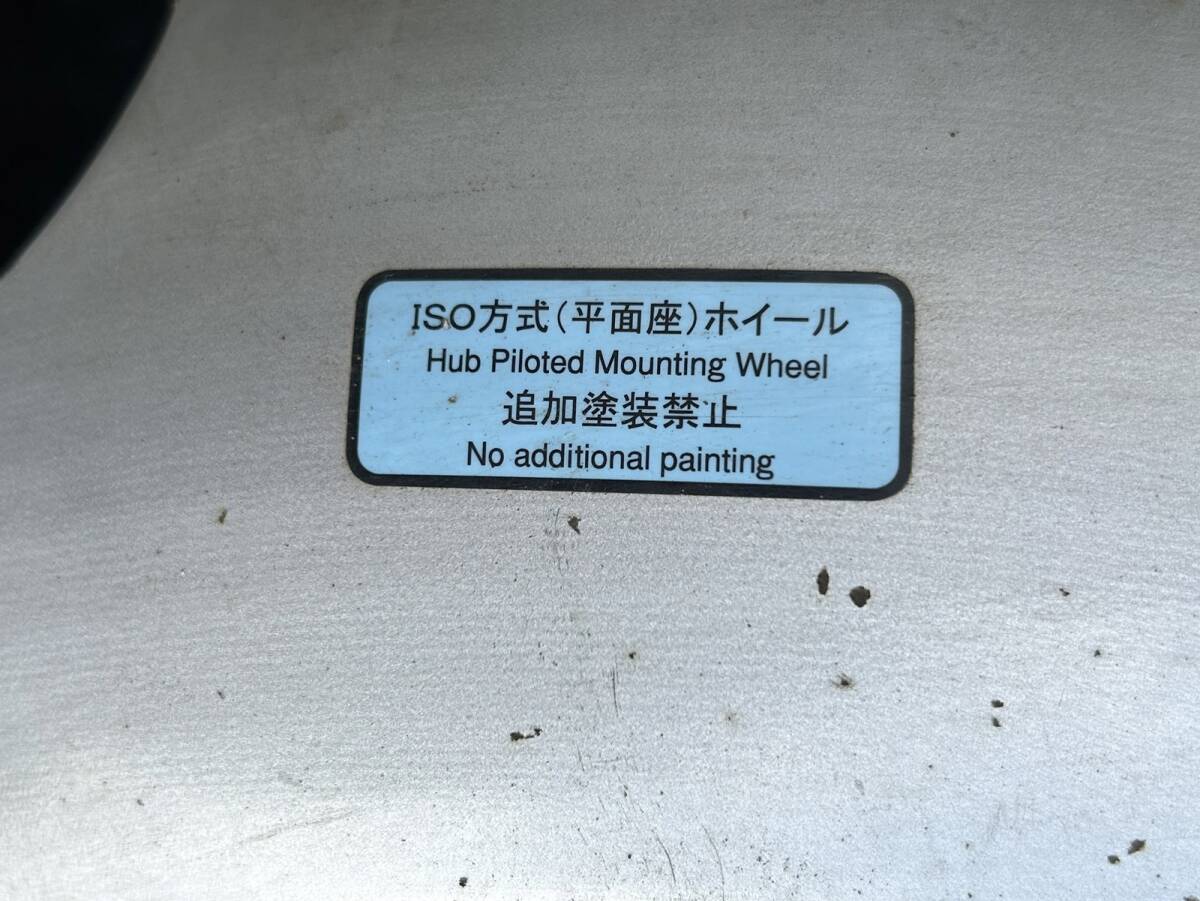 ISO方式(平面座)ホイール
Hub Piloted Mounting Wheel
追加塗装禁止
No additional painting